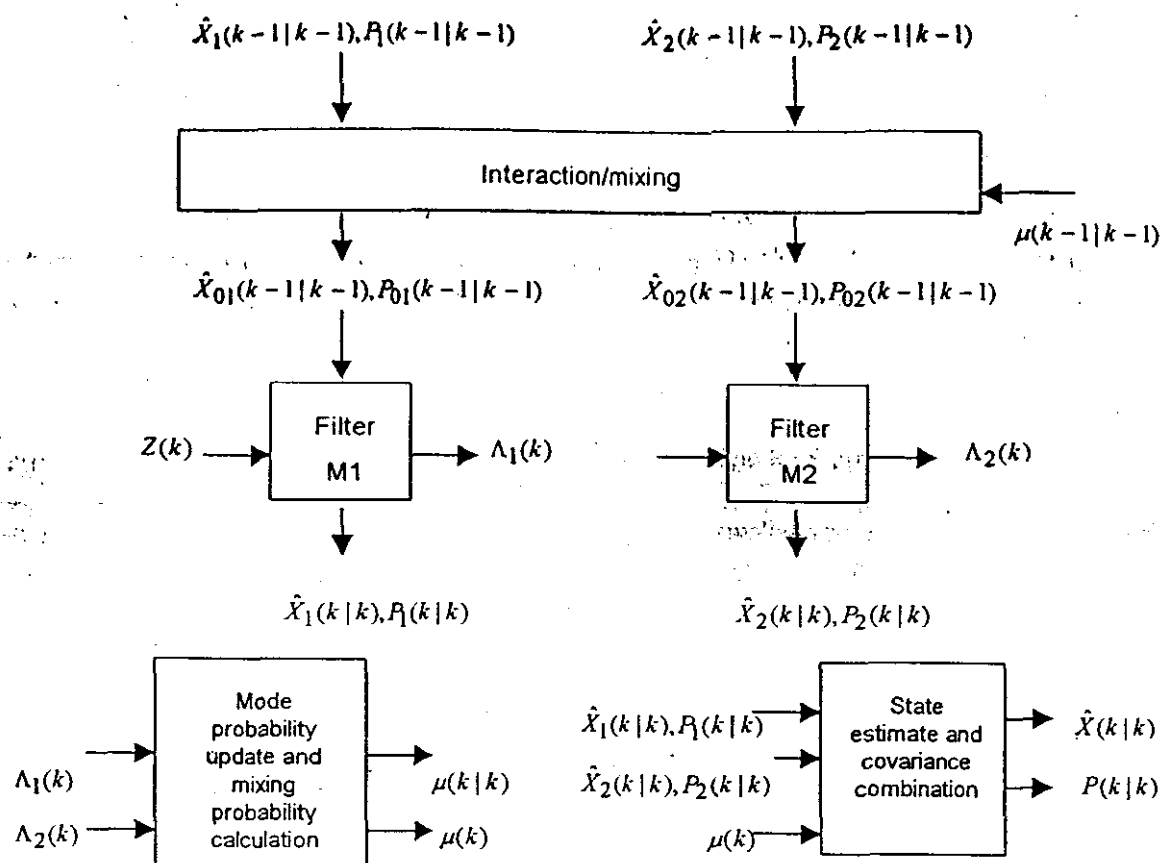 X̂₁(k−1|k−1),P₁(k−1|k−1)
X̂₂(k−1|k−1),P₂(k−1|k−1)
Interaction/mixing
μ(k−1|k−1)
X̂₀₁(k−1|k−1),P₀₁(k−1|k−1)
X̂₀₂(k−1|k−1),P₀₂(k−1|k−1)
Z(k)
Filter
M1
Λ₁(k)
Filter
M2
Λ₂(k)
X̂₁(k|k),P₁(k|k)
X̂₂(k|k),P₂(k|k)
Λ₁(k)
Λ₂(k)
Mode
probability
update and
mixing
probability
calculation
μ(k|k)
μ(k)
X̂₁(k|k),P₁(k|k)
X̂₂(k|k),P₂(k|k)
μ(k)
State
estimate and
covariance
combination
X̂(k|k)
P(k|k)